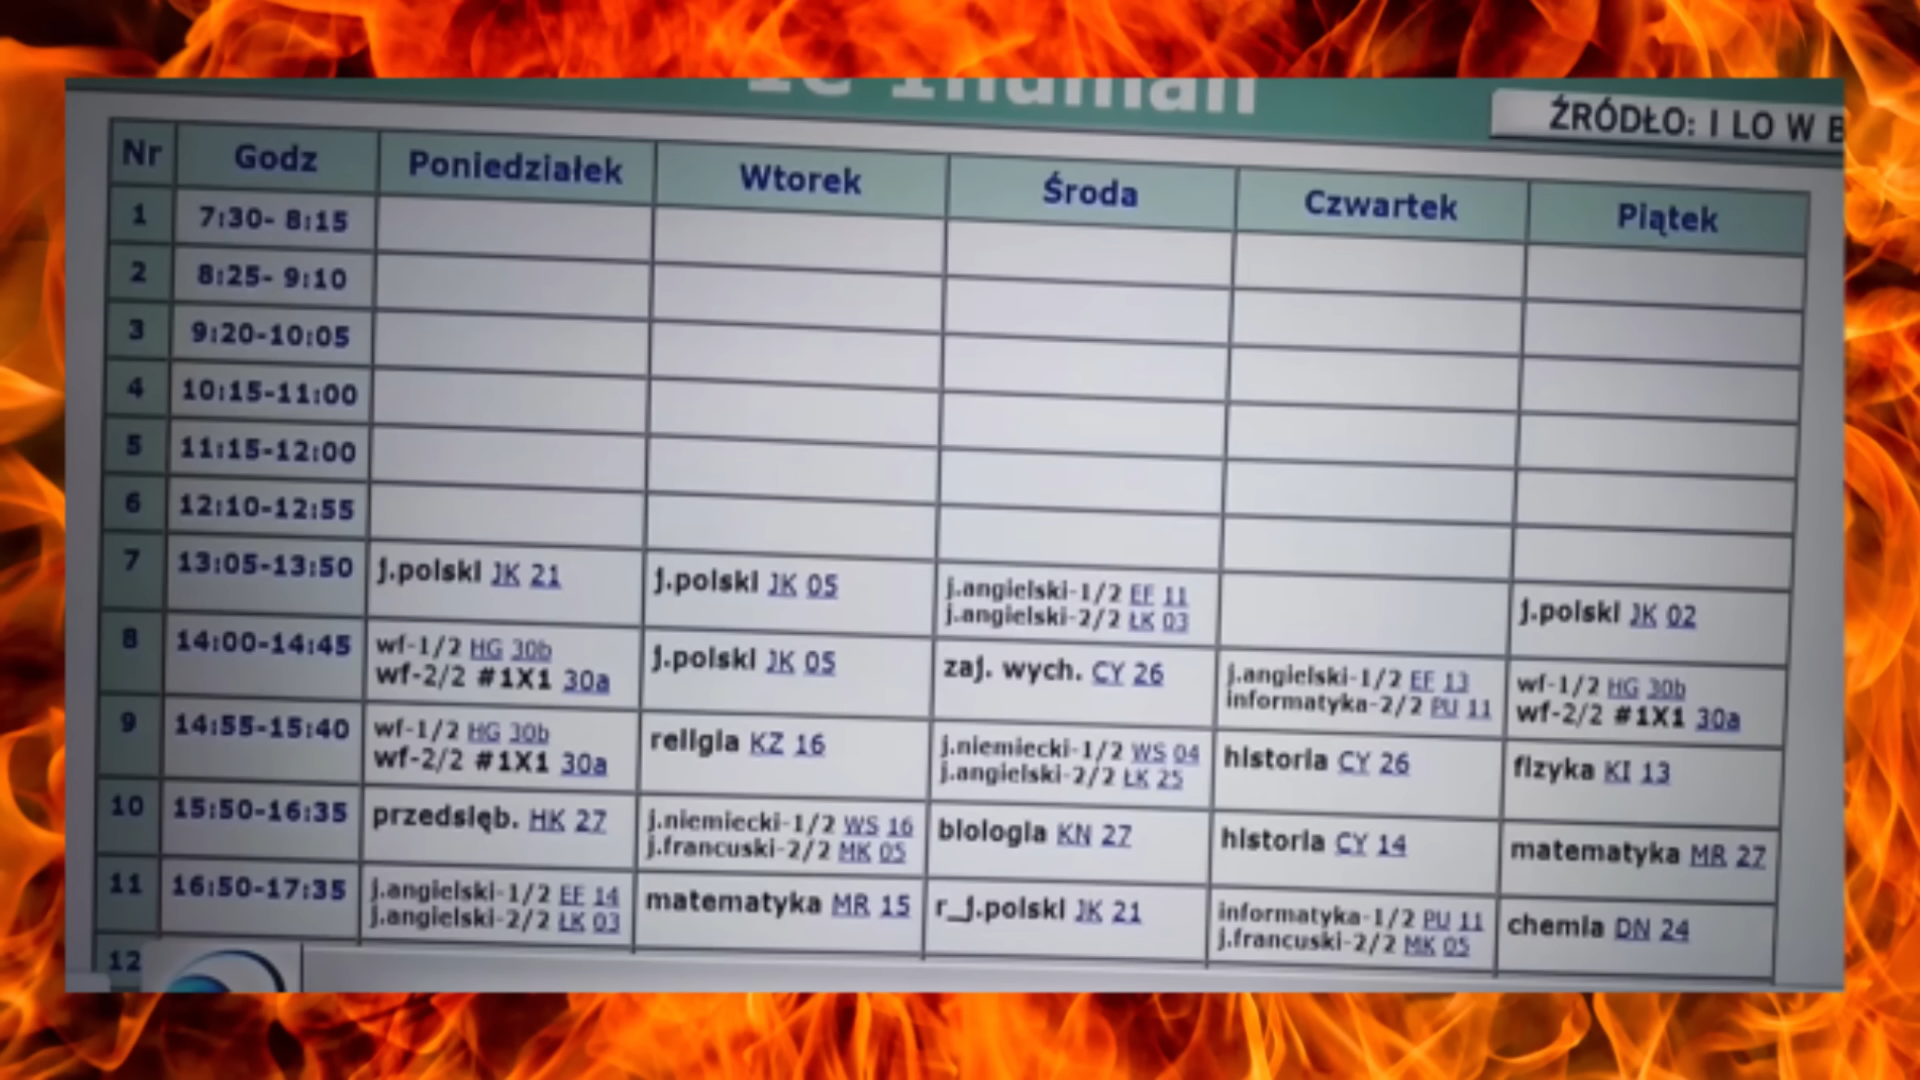 ŹRÓDŁO: I LO W B
Nr Godz Poniedziałek Wtorek Środa Czwartek Piątek
1 7:30- 8:15
2 8:25- 9:10
3 9:20-10:05
4 10:15-11:00
5 11:15-12:00
6 12:10-12:55
7 13:05-13:50
j.polski JK 21
j.polski JK 05
j.angielski-1/2 EF 11
j.angielski-2/2 ŁK 03
j.polski JK 02
8 14:00-14:45
wf-1/2 HG 30b
wf-2/2 #1X1 30a
j.polski JK 05
zaj. wych. CY 26
j.angielski-1/2 EF 13
informatyka-2/2 PU 11
wf-1/2 HG 30b
wf-2/2 #1X1 30a
9 14:55-15:40
wf-1/2 HG 30b
wf-2/2 #1X1 30a
religia KZ 16
j.niemiecki-1/2 WS 04
j.angielski-2/2 ŁK 25
historia CY 26
fizyka KI 13
10 15:50-16:35
przedsięb. HK 27
j.niemiecki-1/2 WS 16
j.francuski-2/2 MK 05
biologia KN 27
historia CY 14
matematyka MR 27
11 16:50-17:35
j.angielski-1/2 EF 14
j.angielski-2/2 ŁK 03
matematyka MR 15
r_j.polski JK 21
informatyka-1/2 PU 11
j.francuski-2/2 MK 05
chemia DN 24
12